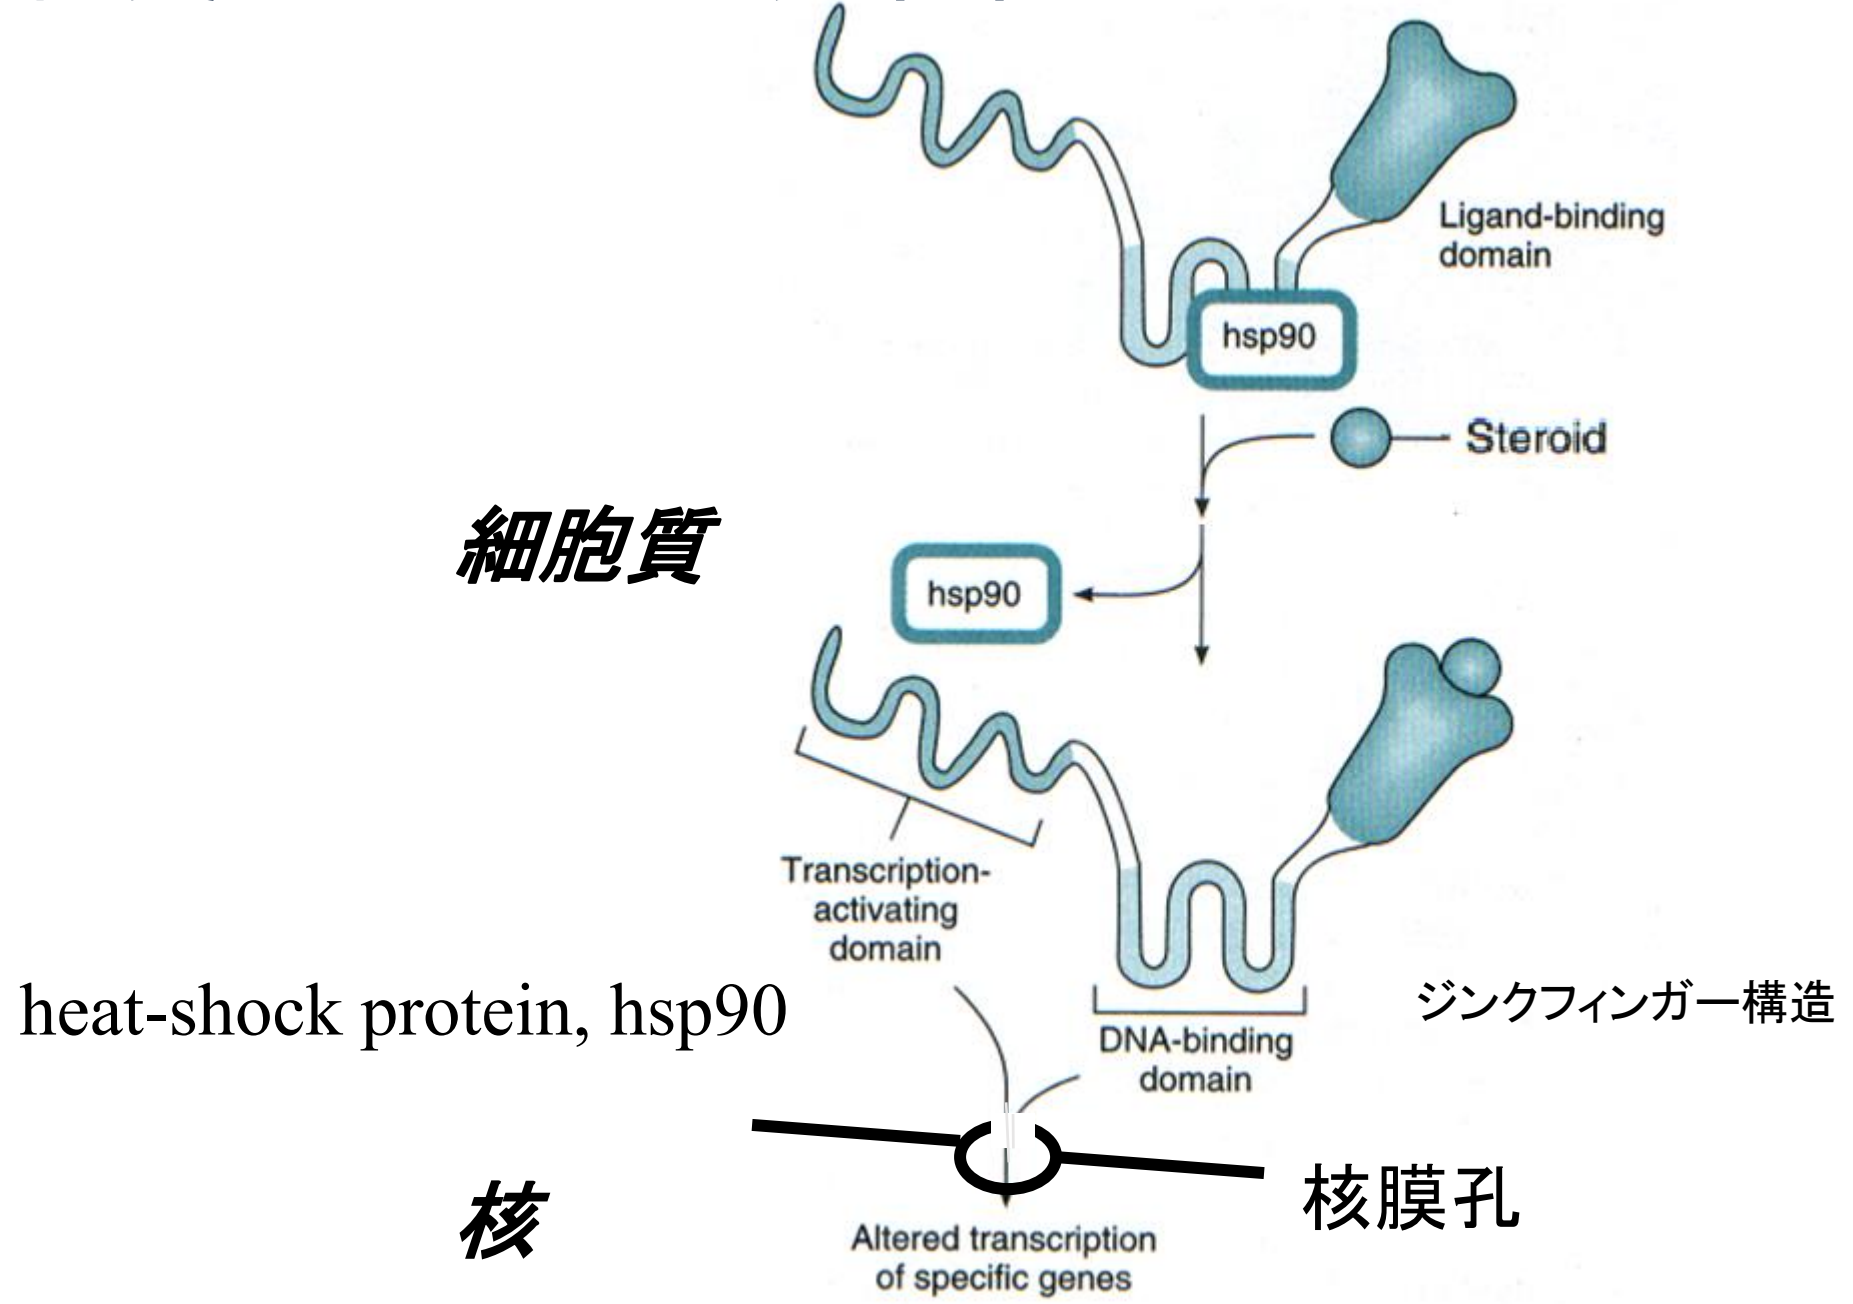 Ligand-binding
domain
hsp90
Steroid
細胞質
hsp90
Transcription-
activating
domain
heat-shock protein, hsp90
ジンクフィンガー構造
DNA-binding
domain
核膜孔
核
Altered transcription
of specific genes